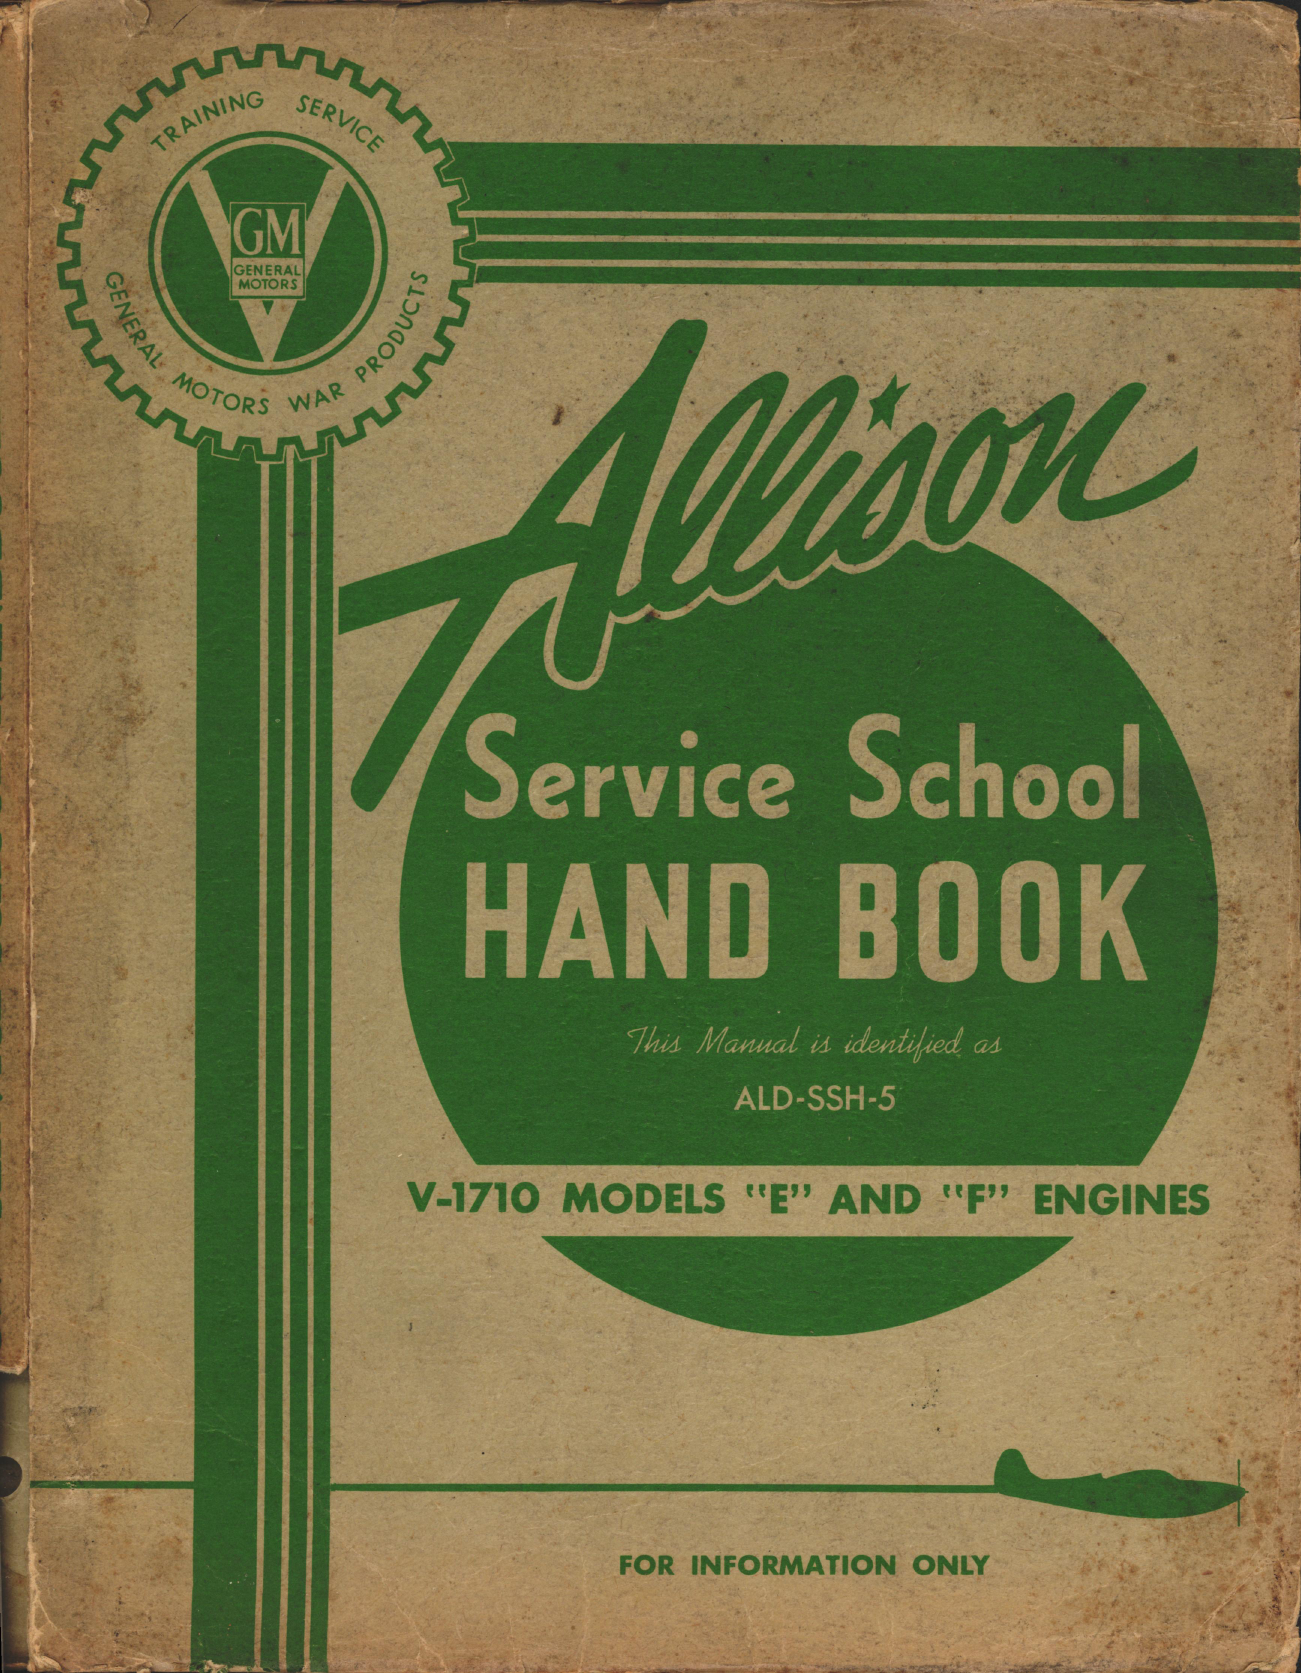 TRAINING SERVICE
GM
GENERAL
MOTORS
GENERAL MOTORS WAR PRODUCTS
Allison
Service School
HAND BOOK
This Manual is identified as
ALD-SSH-5
V-1710 MODELS "E" AND "F" ENGINES
FOR INFORMATION ONLY